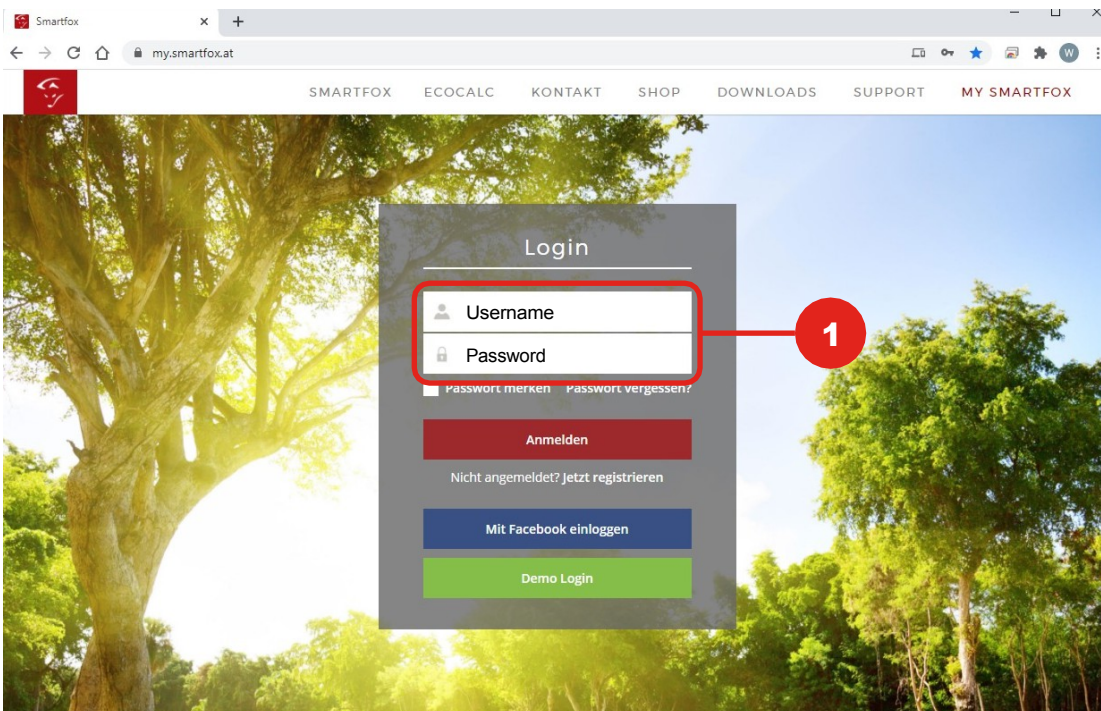 Smartfox
my.smartfox.at
W
SMARTFOX ECOCALC KONTAKT SHOP DOWNLOADS SUPPORT MY SMARTFOX
Login
Username
1
Password
Passwort merken Passwort vergessen?
Anmelden
Nicht angemeldet? Jetzt registrieren
Mit Facebook einloggen
Demo Login